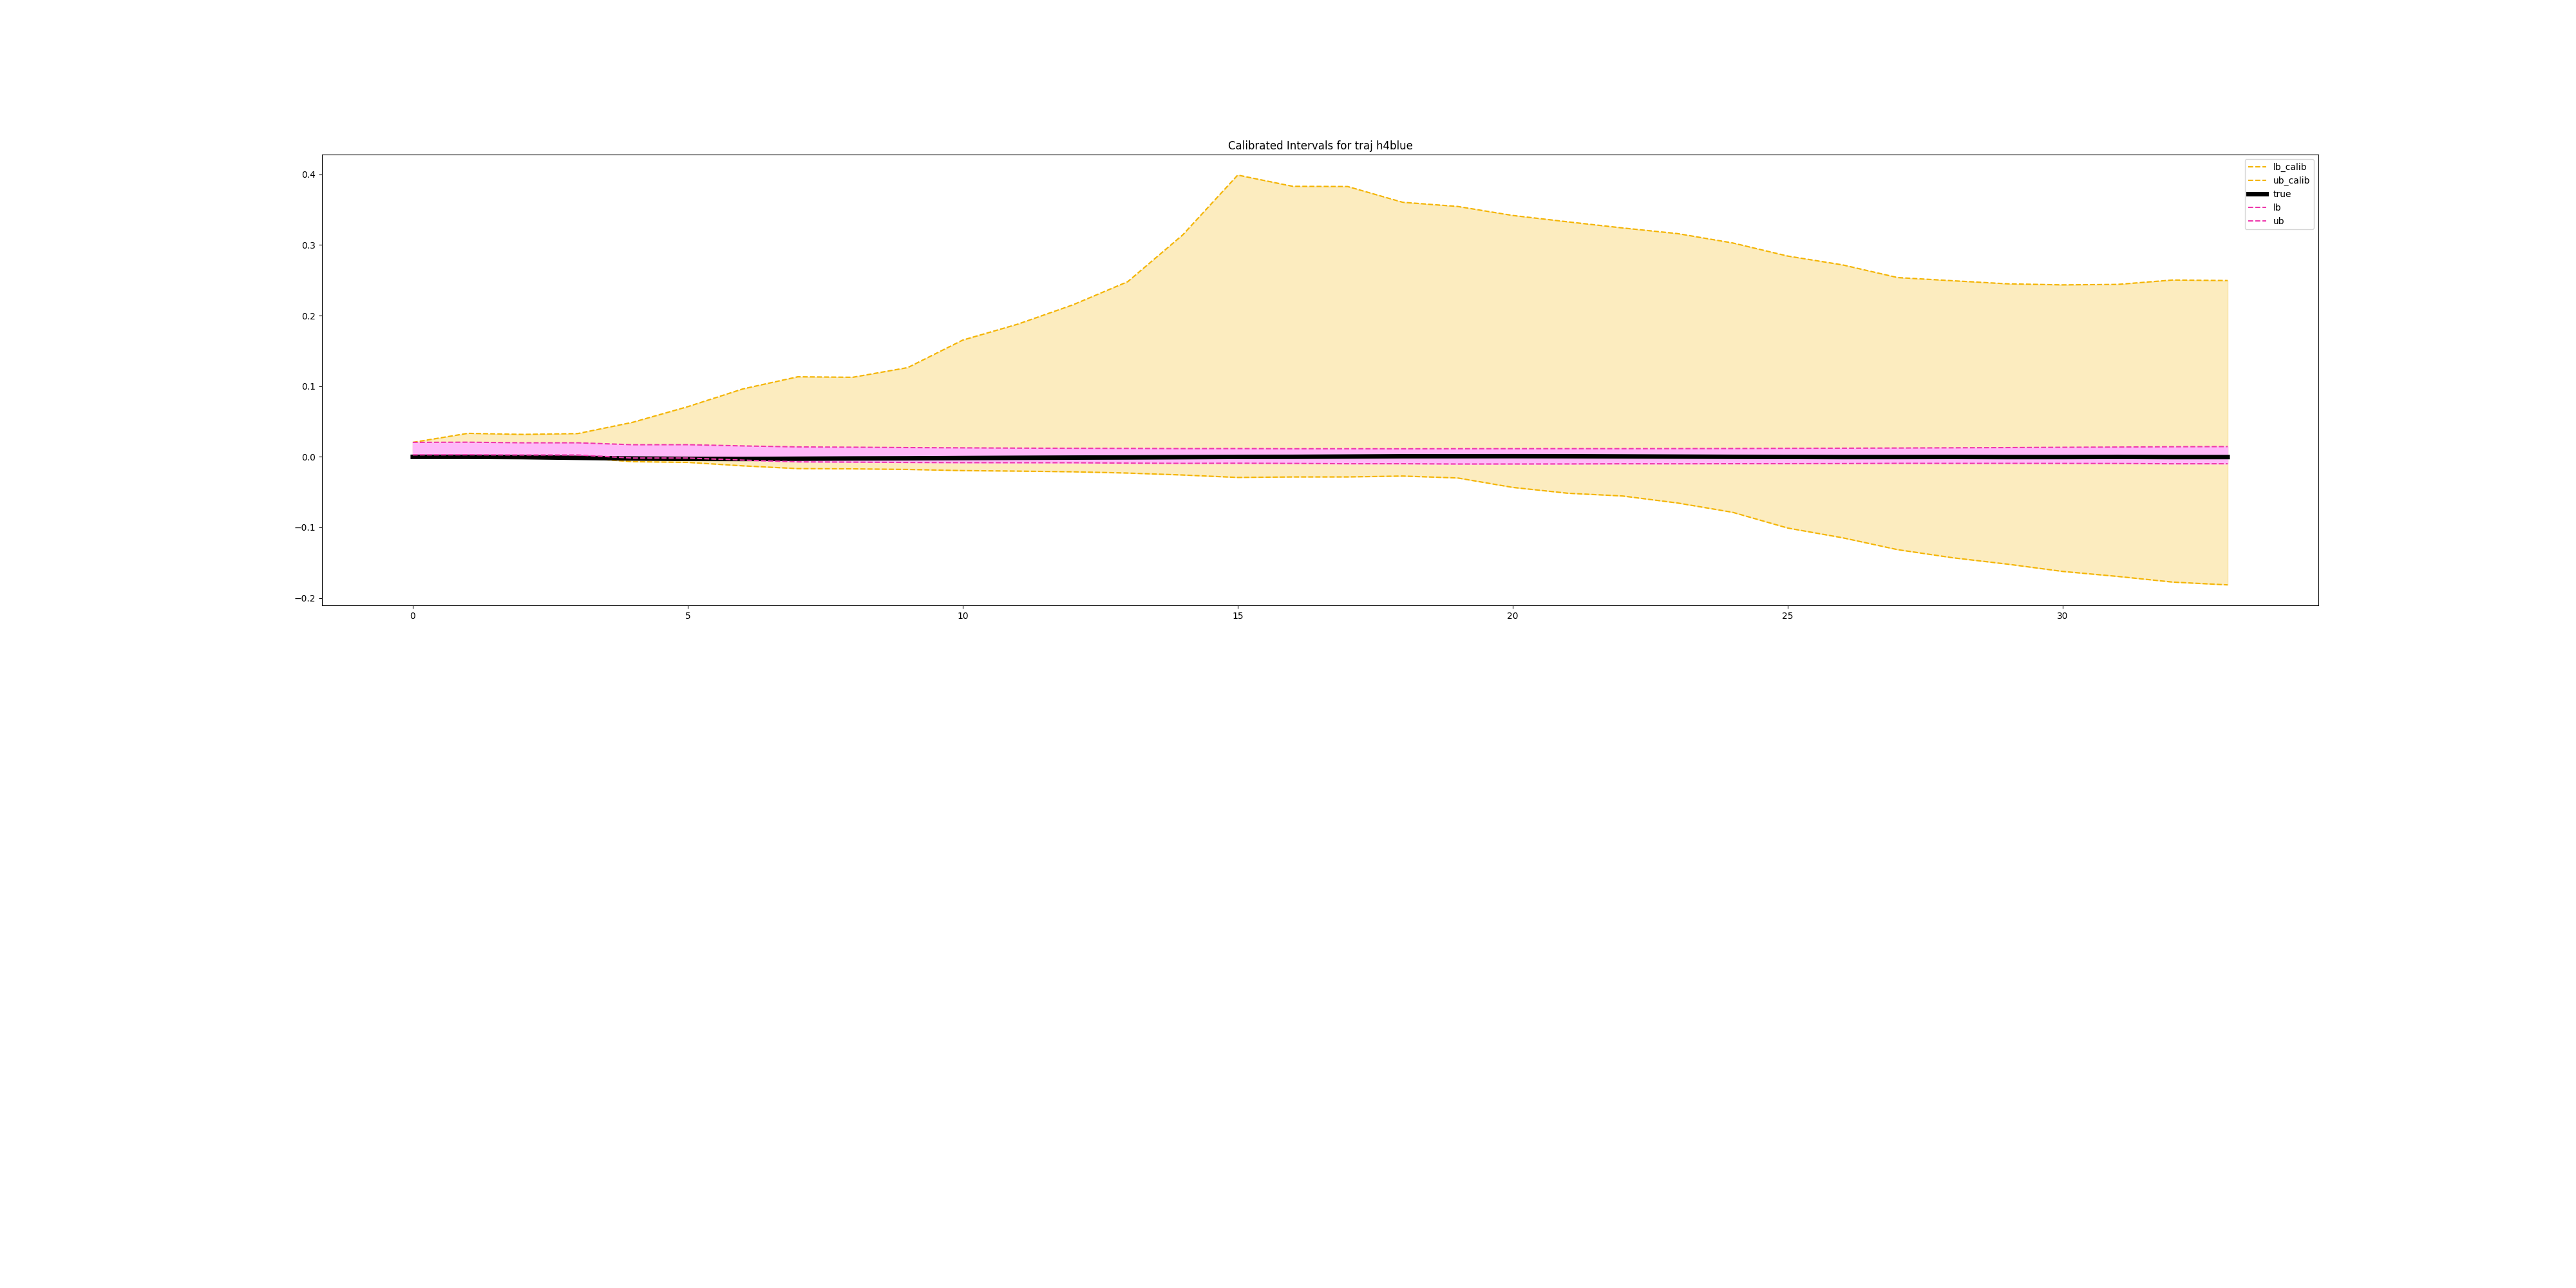 Calibrated Intervals for traj h4blue
lb_calib
ub_calib
true
lb
ub
0.4
0.3
0.2
0.1
0.0
−0.1
−0.2
0 5 10 15 20 25 30